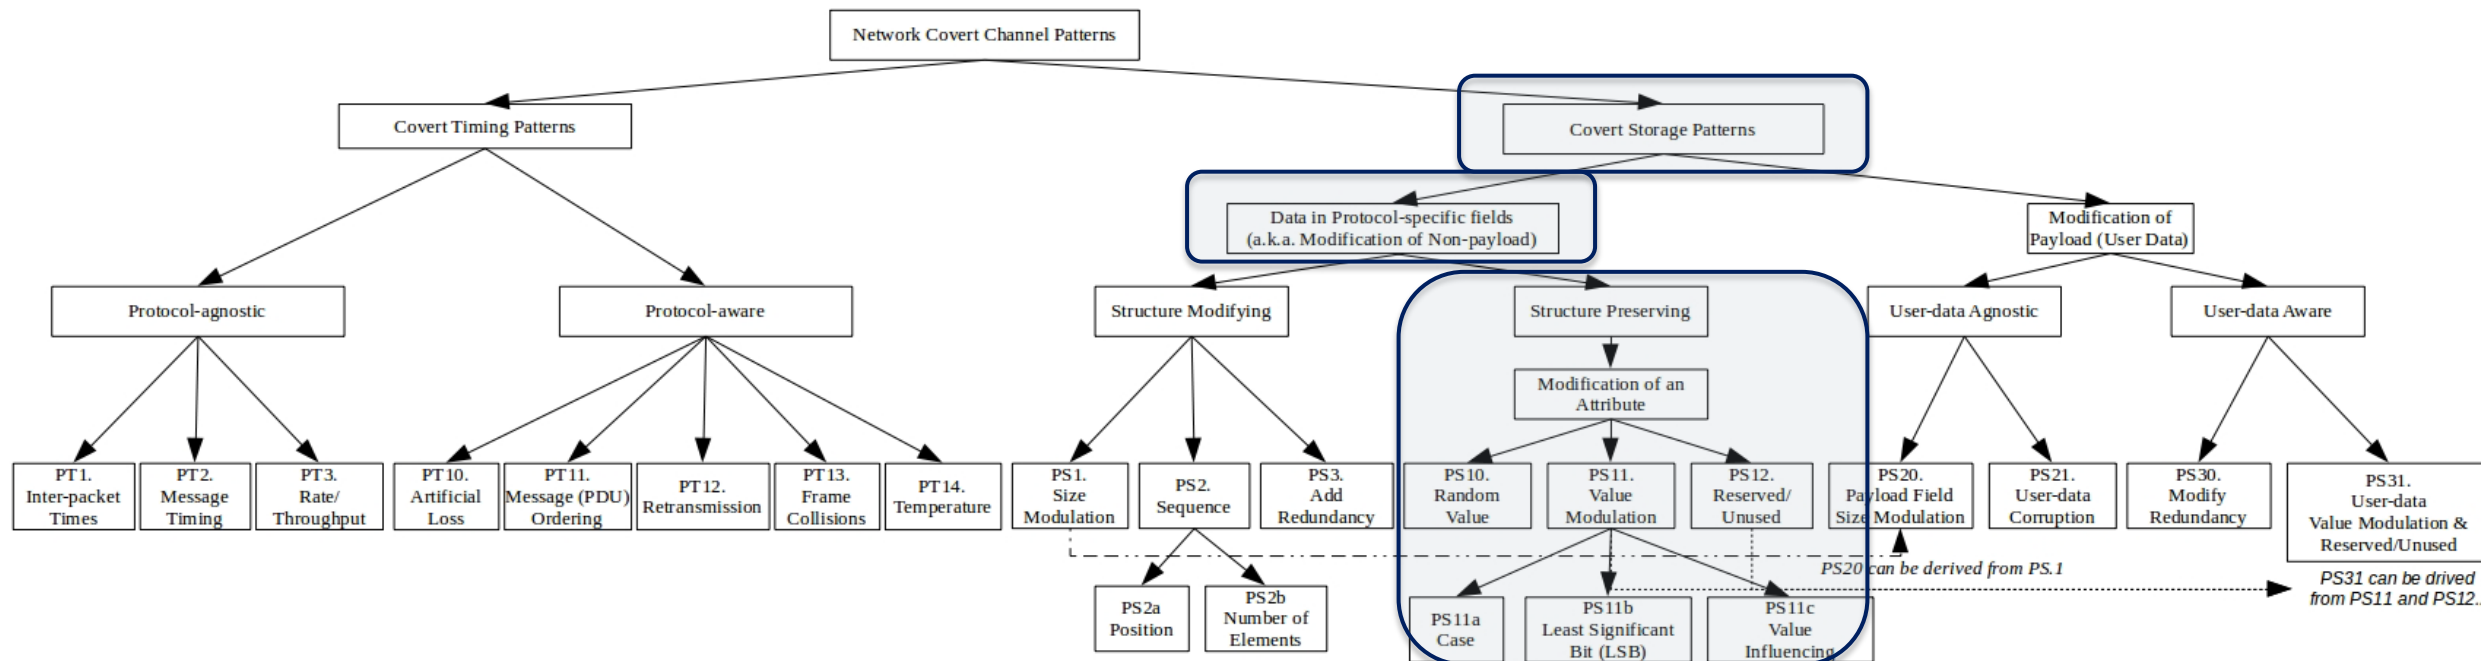 Network Covert Channel Patterns
Covert Timing Patterns
Covert Storage Patterns
Data in Protocol-specific fields
(a.k.a. Modification of Non-payload)
Modification of
Payload (User Data)
Protocol-agnostic
Protocol-aware
Structure Modifying
Structure Preserving
User-data Agnostic
User-data Aware
Modification of an
Attribute
PT1.
Inter-packet
Times
PT2.
Message
Timing
PT3.
Rate/
Throughput
PT10.
Artificial
Loss
PT11.
Message (PDU)
Ordering
PT12.
Retransmission
PT13.
Frame
Collisions
PT14.
Temperature
PS1.
Size
Modulation
PS2.
Sequence
PS3.
Add
Redundancy
PS10.
Random
Value
PS11.
Value
Modulation
PS12.
Reserved/
Unused
PS20.
Payload Field
Size Modulation
PS21.
User-data
Corruption
PS30.
Modify
Redundancy
PS31.
User-data
Value Modulation &
Reserved/Unused
PS20 can be derived from PS.1
PS31 can be drived
from PS11 and PS12..
PS2a
Position
PS2b
Number of
Elements
PS11a
Case
PS11b
Least Significant
Bit (LSB)
PS11c
Value
Influencing